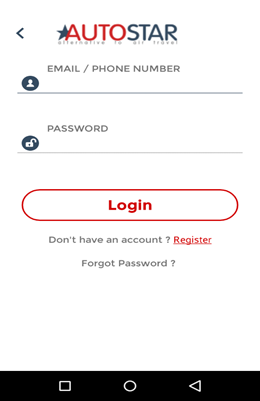 AUTOSTAR
alternative to air travel
EMAIL / PHONE NUMBER
PASSWORD
Login
Don't have an account ? Register
Forgot Password ?